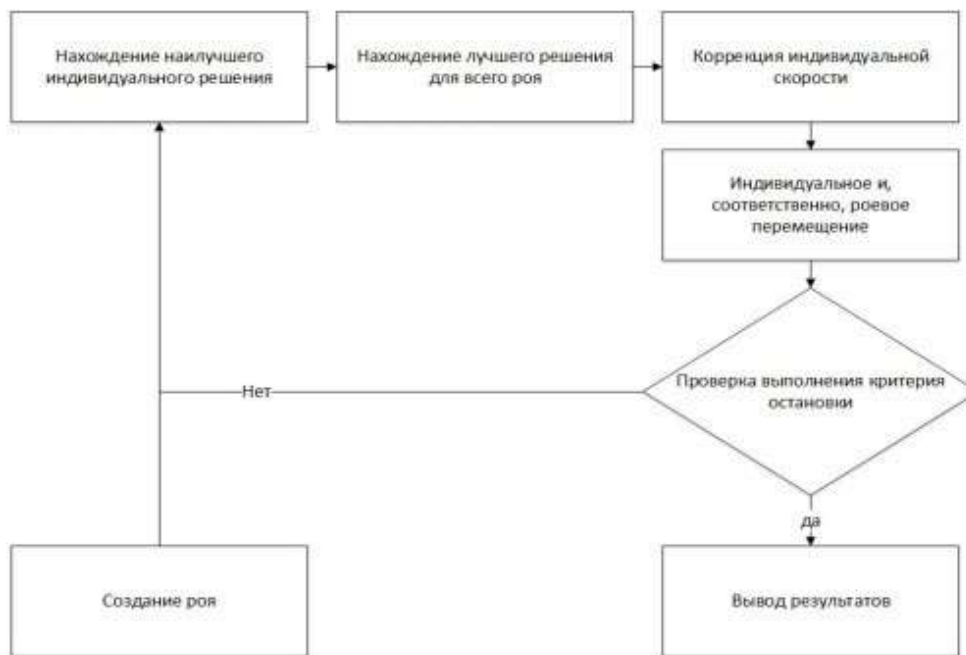 Нахождение наилучшего
индивидуального решения
Нахождение лучшего решения
для всего роя
Коррекция индивидуальной
скорости
Индивидуальное и,
соответственно, роевое
перемещение
Проверка выполнения критерия
остановки
Нет
да
Создание роя
Вывод результатов